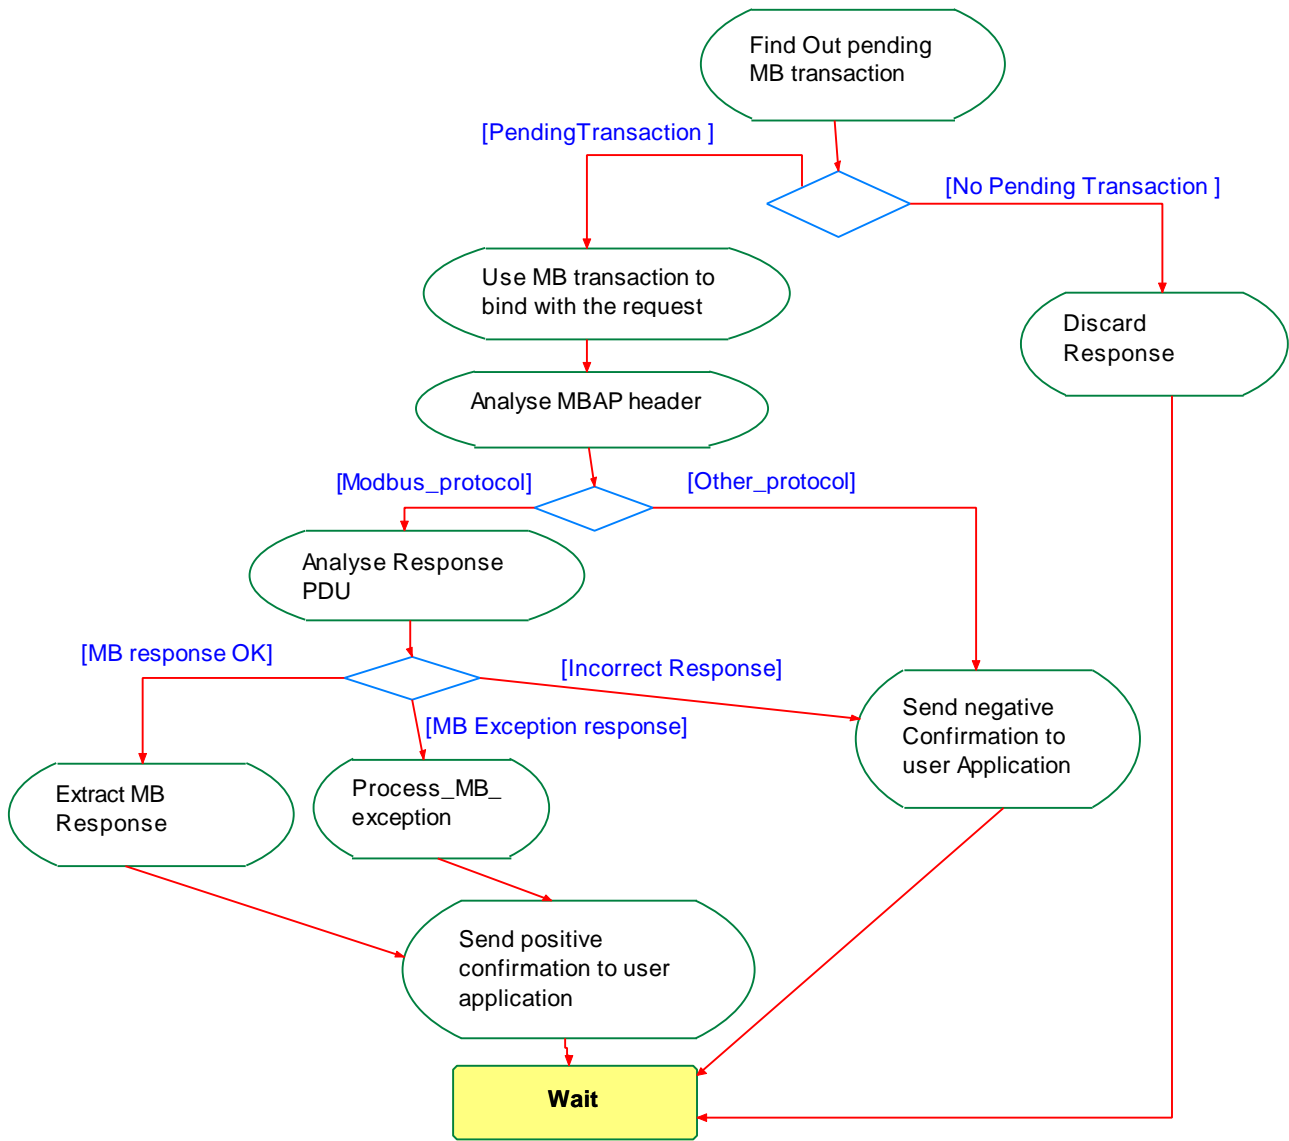 Find Out pending
MB transaction
[PendingTransaction ]
[No Pending Transaction ]
Use MB transaction to
bind with the request
Discard
Response
Analyse MBAP header
[Modbus_protocol]
[Other_protocol]
Analyse Response
PDU
[MB response OK]
[Incorrect Response]
[MB Exception response]
Send negative
Confirmation to
user Application
Extract MB
Response
Process_MB_
exception
Send positive
confirmation to user
application
Wait